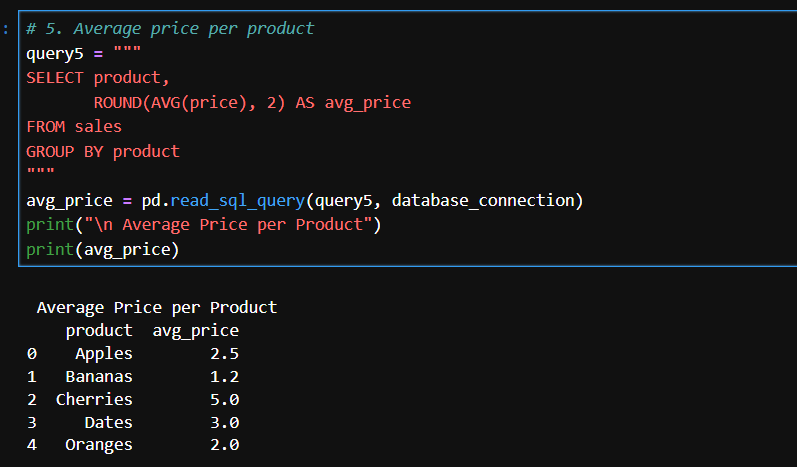 : # 5. Average price per product
query5 = """
SELECT product,
       ROUND(AVG(price), 2) AS avg_price
FROM sales
GROUP BY product
"""
avg_price = pd.read_sql_query(query5, database_connection)
print("\n Average Price per Product")
print(avg_price)
 Average Price per Product
    product  avg_price
0    Apples        2.5
1   Bananas        1.2
2  Cherries        5.0
3     Dates        3.0
4   Oranges        2.0